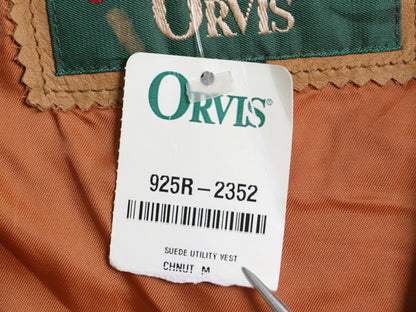 ORVIS
ORVIS®
925R-2352
SUEDE UTILITY VEST
CHNUT M